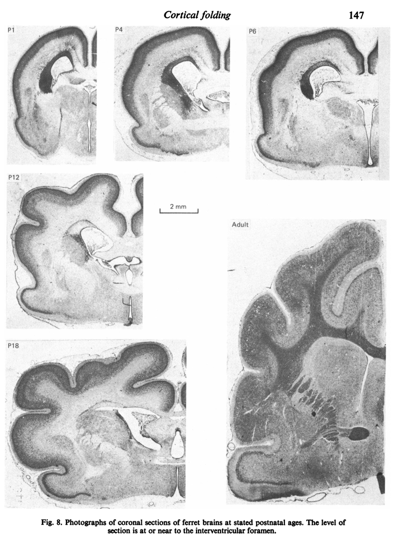 Cortical folding 147
P1
P4
P6
P12
2 mm
Adult
P18
Fig. 8. Photographs of coronal sections of ferret brains at stated postnatal ages. The level of
section is at or near to the interventricular foramen.